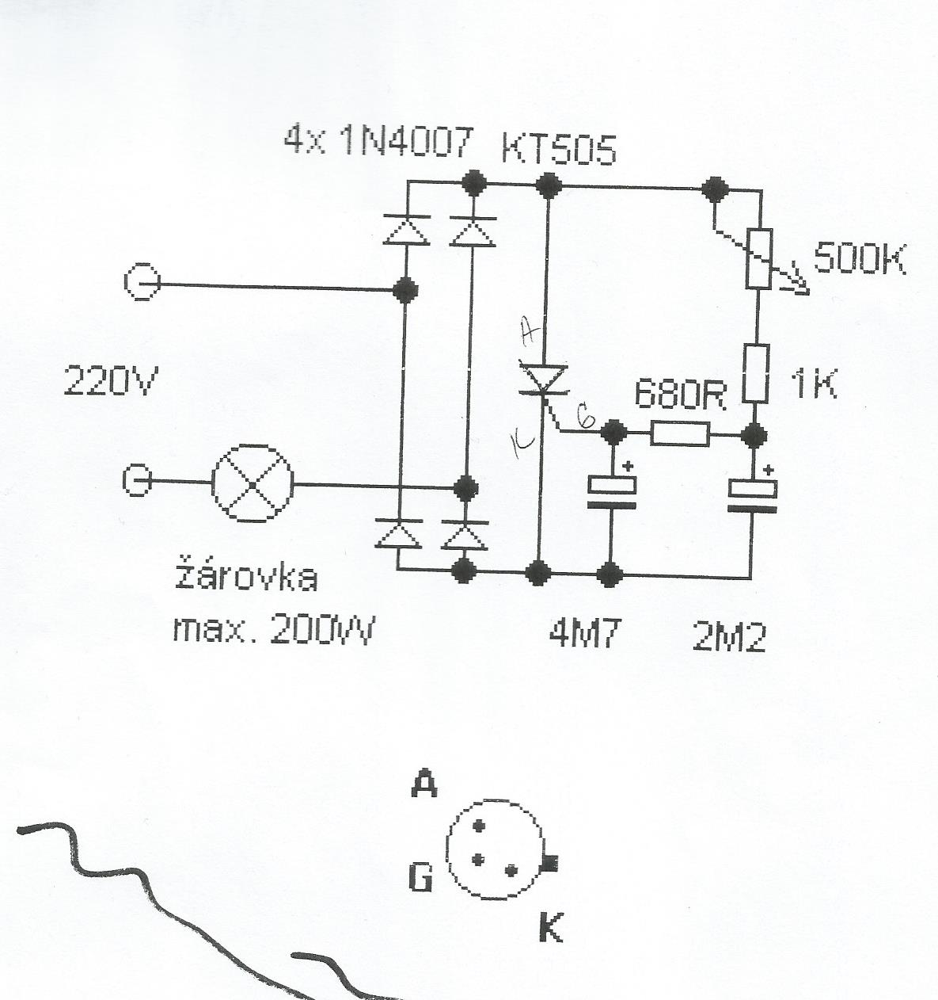 4x 1N4007 KT505
500K
A
220V
680R
1K
G
K
+
+
žárovka
max. 200W
4M7
2M2
A
G
K